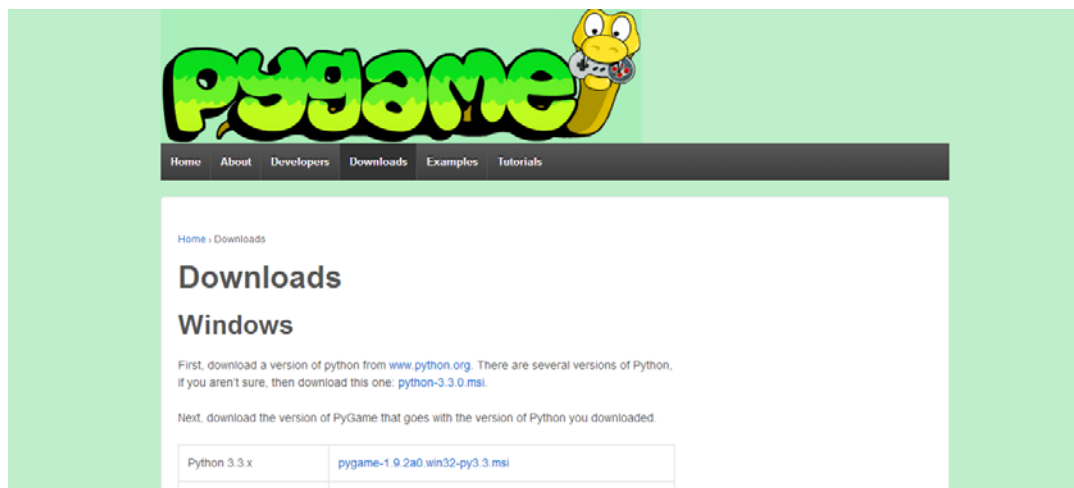 pygame
Home About Developers Downloads Examples Tutorials
Home › Downloads
Downloads
Windows
First, download a version of python from www.python.org. There are several versions of Python,
if you aren't sure, then download this one: python-3.3.0.msi.
Next, download the version of PyGame that goes with the version of Python you downloaded.
Python 3.3.x pygame-1.9.2a0.win32-py3.3.msi